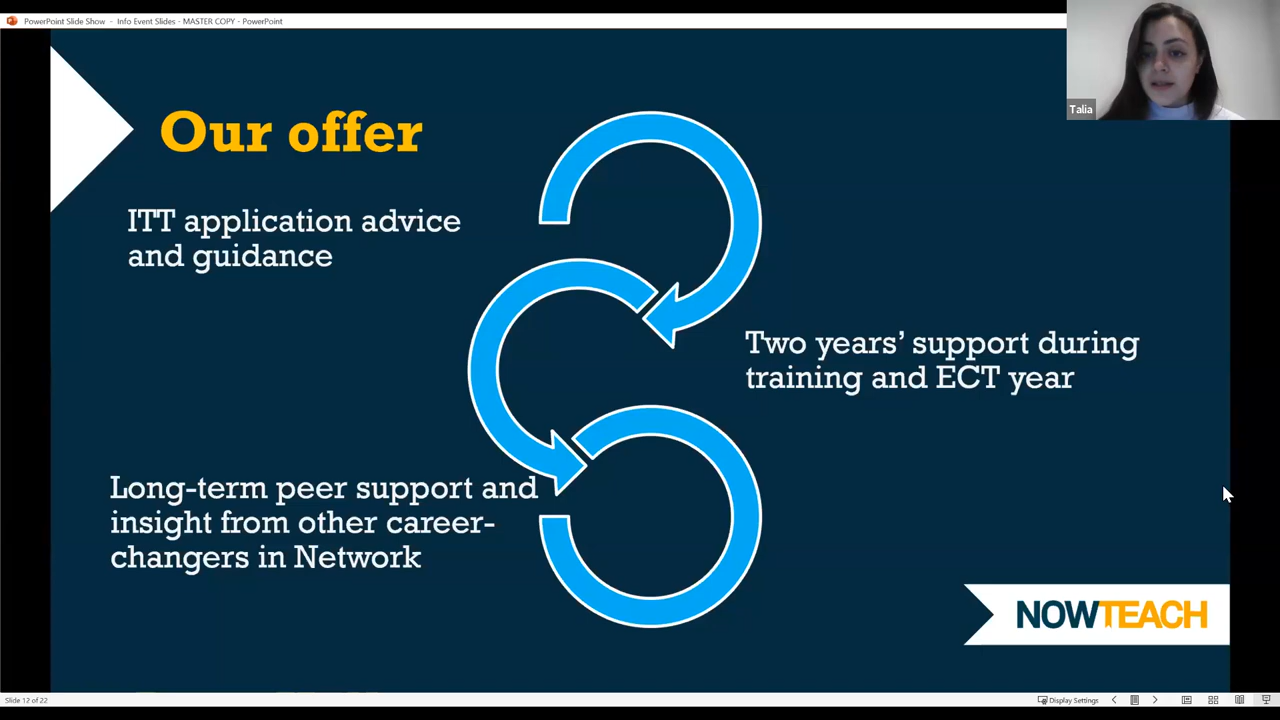 PowerPoint Slide Show - Info Event Slides - MASTER COPY - PowerPoint
Talia
Our offer
ITT application advice
and guidance
Two years’ support during
training and ECT year
Long-term peer support and
insight from other career-
changers in Network
NOWTEACH
Slide 12 of 22
Display Settings